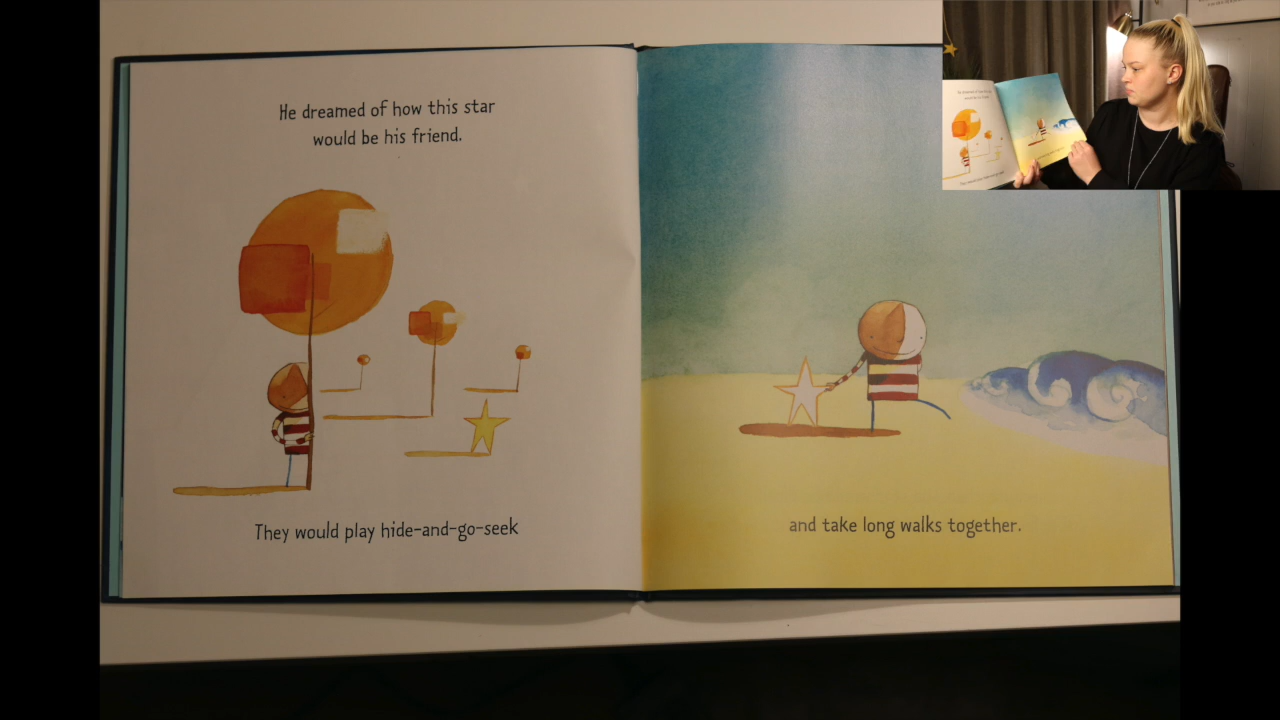 He dreamed of how this star
would be his friend.
They would play hide-and-go-seek
and take long walks together.